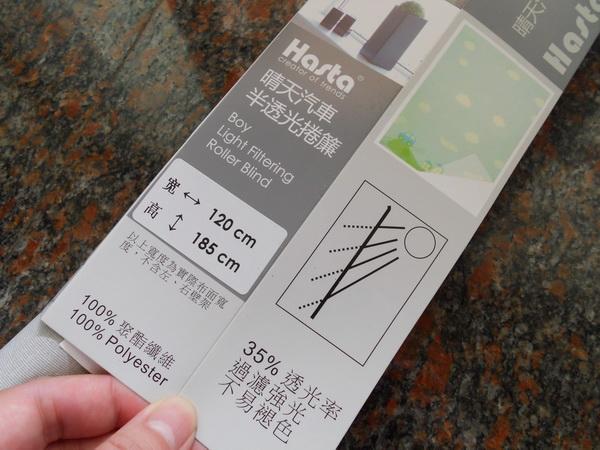 Hasta®
creator of trends
晴天汽車
半透光捲簾
Boy
Light Filtering
Roller Blind
宽 ↔ 120 cm
高 ↕ 185 cm
以上寬度為實際布面寬
度，不含左、右壁架
100% 聚酯纖維
100% Polyester
35% 透光率
過濾強光
不易褪色
晴天
Hasta